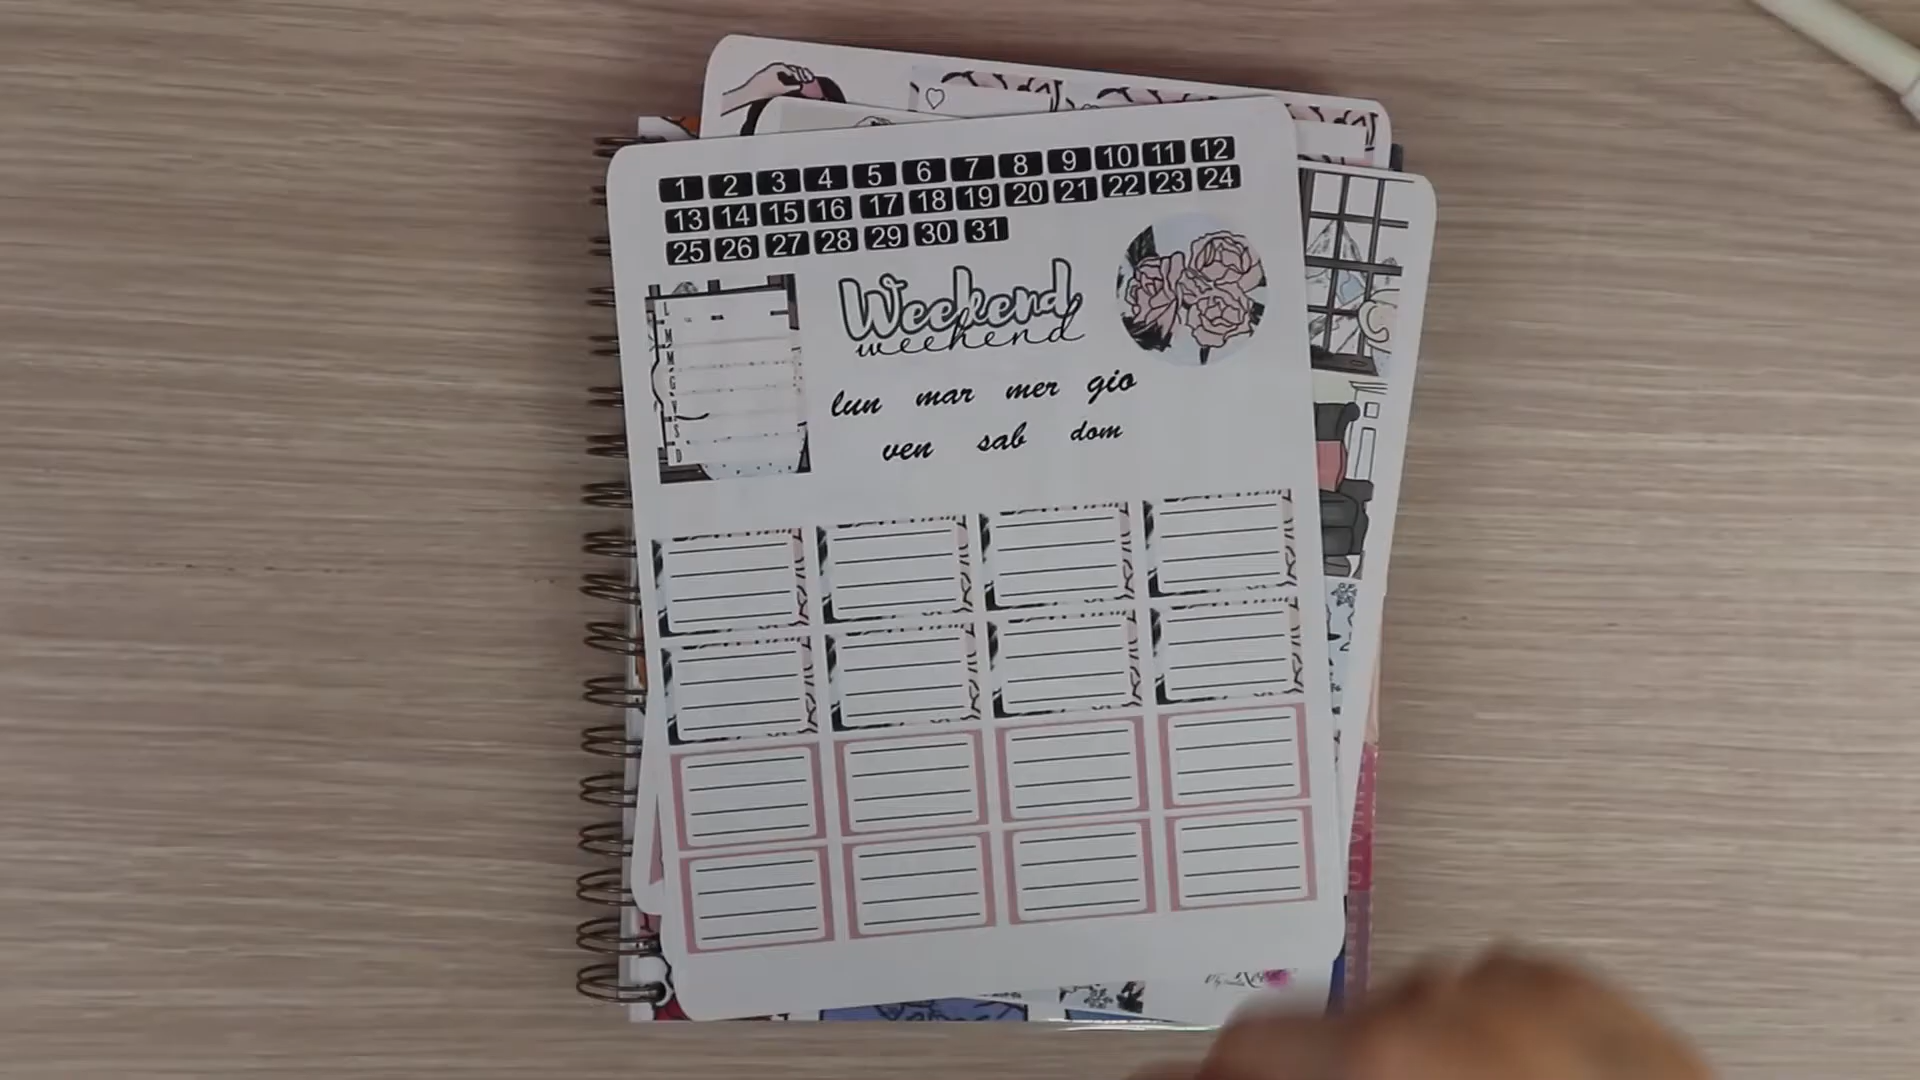 1 2 3 4 5 6 7 8 9 10 11 12
13 14 15 16 17 18 19 20 21 22 23 24
25 26 27 28 29 30 31
Weekend
weekend
L
M
M
G
V
S
D
lun mar mer gio
ven sab dom